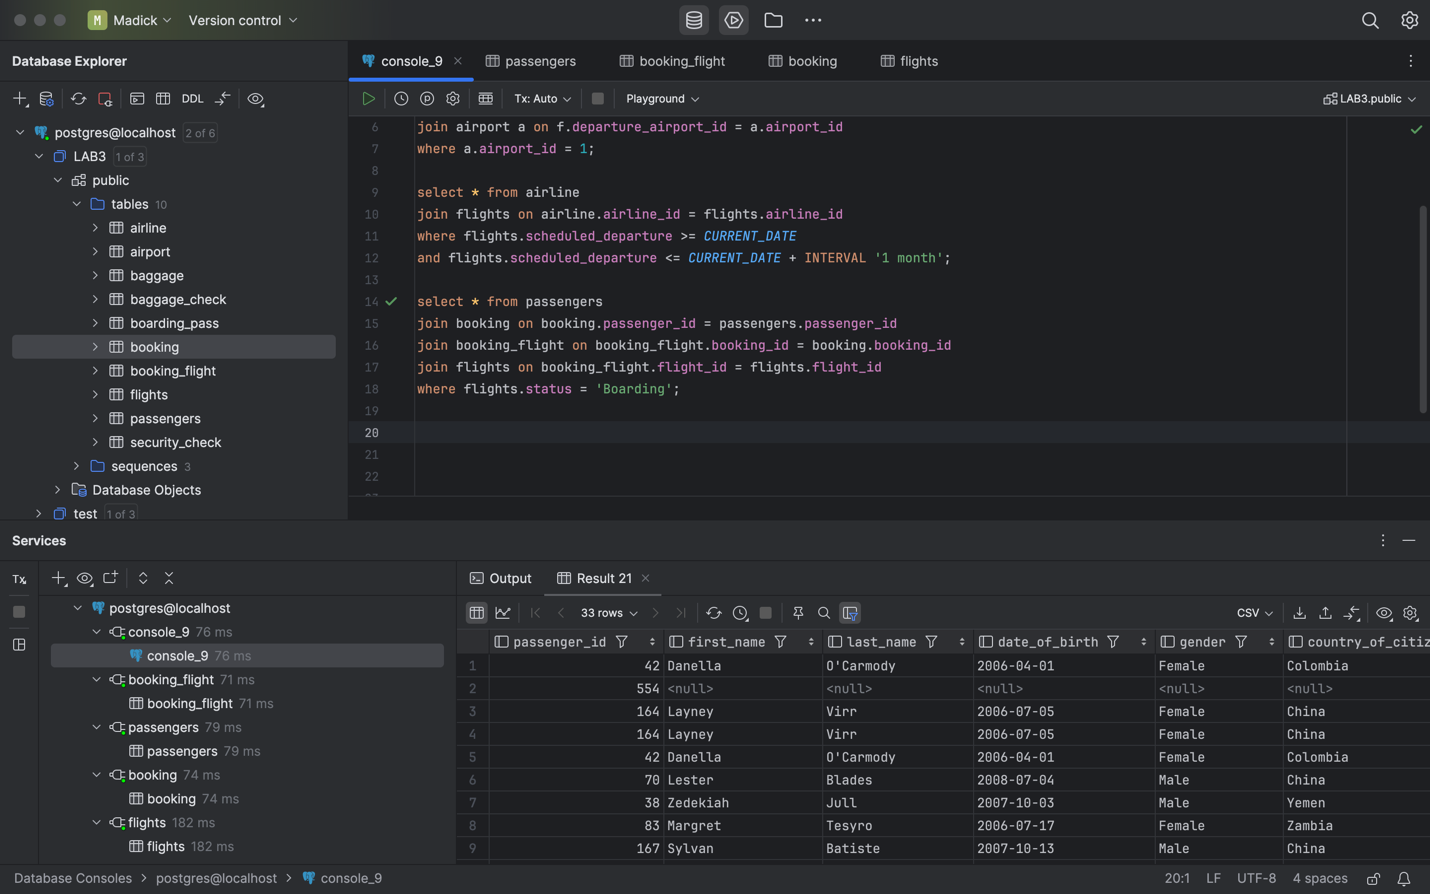 M Madick Version control
Database Explorer
console_9 passengers booking_flight booking flights
DDL
Tx: Auto Playground LAB3.public
postgres@localhost 2 of 6
LAB3 1 of 3
public
tables 10
airline
airport
baggage
baggage_check
boarding_pass
booking
booking_flight
flights
passengers
security_check
sequences 3
Database Objects
test 1 of 3
6 join airport a on f.departure_airport_id = a.airport_id
7 where a.airport_id = 1;
8
9 select * from airline
10 join flights on airline.airline_id = flights.airline_id
11 where flights.scheduled_departure >= CURRENT_DATE
12 and flights.scheduled_departure <= CURRENT_DATE + INTERVAL '1 month';
13
14 select * from passengers
15 join booking on booking.passenger_id = passengers.passenger_id
16 join booking_flight on booking_flight.booking_id = booking.booking_id
17 join flights on booking_flight.flight_id = flights.flight_id
18 where flights.status = 'Boarding';
19
20
21
22
Services
Tx
postgres@localhost
console_9 76 ms
console_9 76 ms
booking_flight 71 ms
booking_flight 71 ms
passengers 79 ms
passengers 79 ms
booking 74 ms
booking 74 ms
flights 182 ms
flights 182 ms
Output Result 21
33 rows CSV
passenger_id first_name last_name date_of_birth gender country_of_citiz
1 42 Danella O'Carmody 2006-04-01 Female Colombia
2 554 <null> <null> <null> <null> <null>
3 164 Layney Virr 2006-07-05 Female China
4 164 Layney Virr 2006-07-05 Female China
5 42 Danella O'Carmody 2006-04-01 Female Colombia
6 70 Lester Blades 2008-07-04 Male China
7 38 Zedekiah Jull 2007-10-03 Male Yemen
8 83 Margret Tesyro 2006-07-17 Female Zambia
9 167 Sylvan Batiste 2007-10-13 Male China
Database Consoles > postgres@localhost > console_9
20:1 LF UTF-8 4 spaces